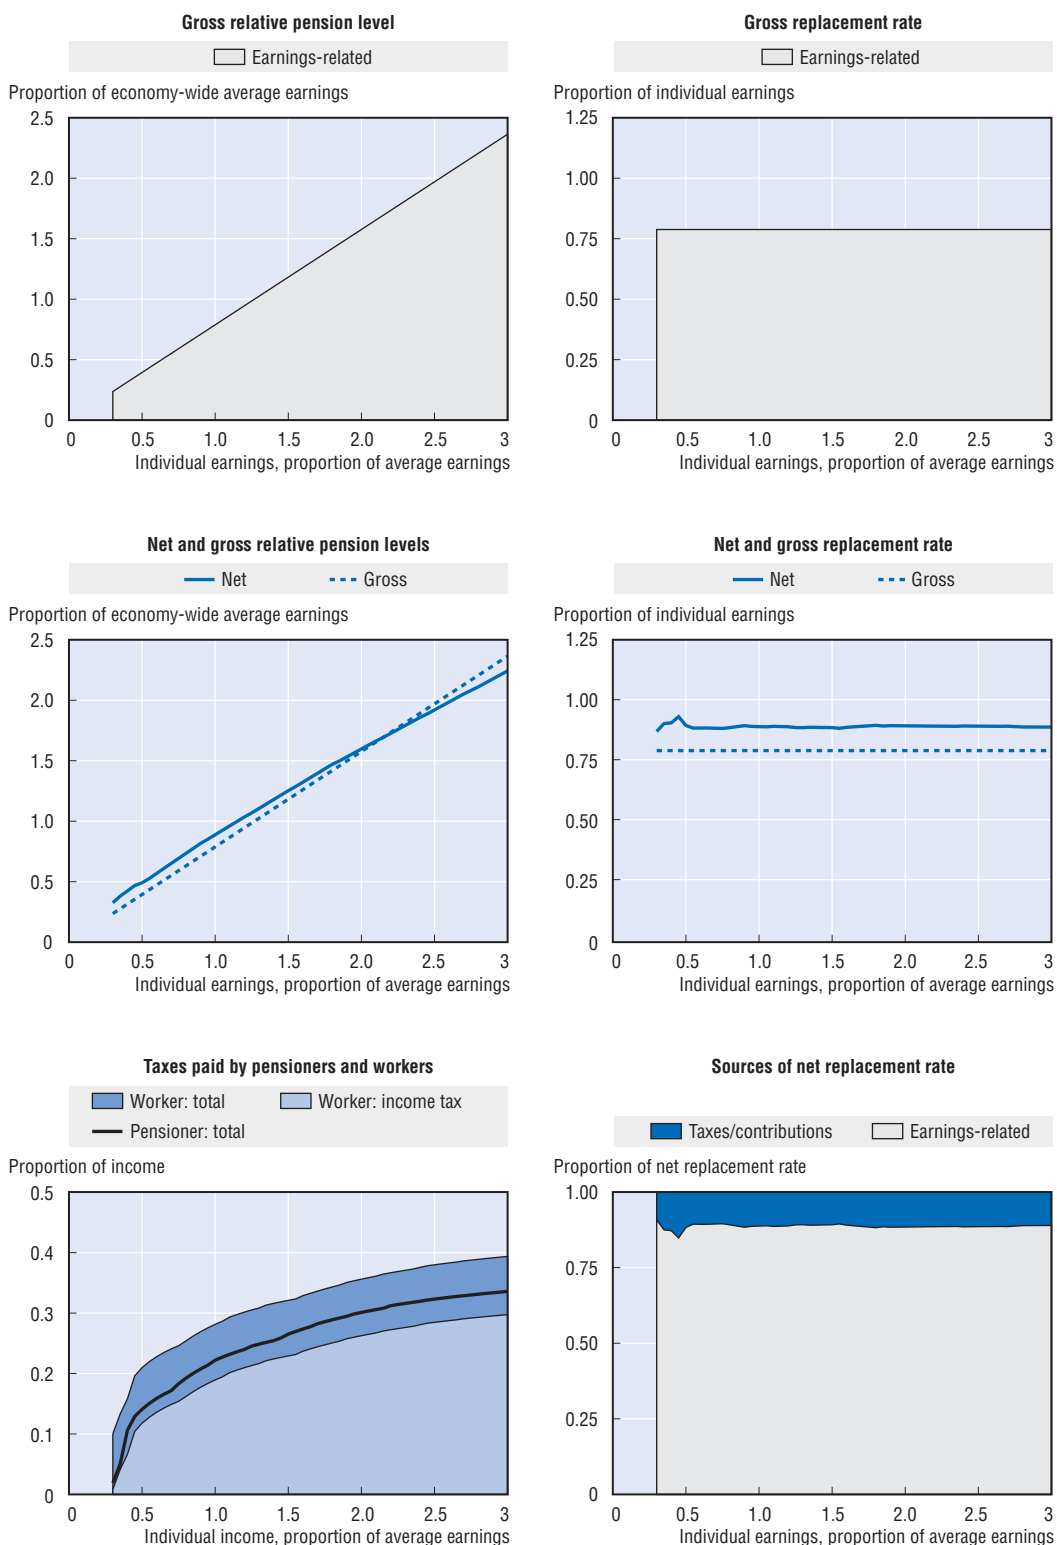 Gross relative pension level
Earnings-related
Proportion of economy-wide average earnings
2.5
2.0
1.5
1.0
0.5
0
0 0.5 1.0 1.5 2.0 2.5 3
Individual earnings, proportion of average earnings
Gross replacement rate
Earnings-related
Proportion of individual earnings
1.25
1.00
0.75
0.50
0.25
0
0 0.5 1.0 1.5 2.0 2.5 3
Individual earnings, proportion of average earnings
Net and gross relative pension levels
Net Gross
Proportion of economy-wide average earnings
2.5
2.0
1.5
1.0
0.5
0
0 0.5 1.0 1.5 2.0 2.5 3
Individual earnings, proportion of average earnings
Net and gross replacement rate
Net Gross
Proportion of individual earnings
1.25
1.00
0.75
0.50
0.25
0
0 0.5 1.0 1.5 2.0 2.5 3
Individual earnings, proportion of average earnings
Taxes paid by pensioners and workers
Worker: total Worker: income tax
Pensioner: total
Proportion of income
0.5
0.4
0.3
0.2
0.1
0
0 0.5 1.0 1.5 2.0 2.5 3
Individual income, proportion of average earnings
Sources of net replacement rate
Taxes/contributions Earnings-related
Proportion of net replacement rate
1.00
0.75
0.50
0.25
0
0 0.5 1.0 1.5 2.0 2.5 3
Individual earnings, proportion of average earnings